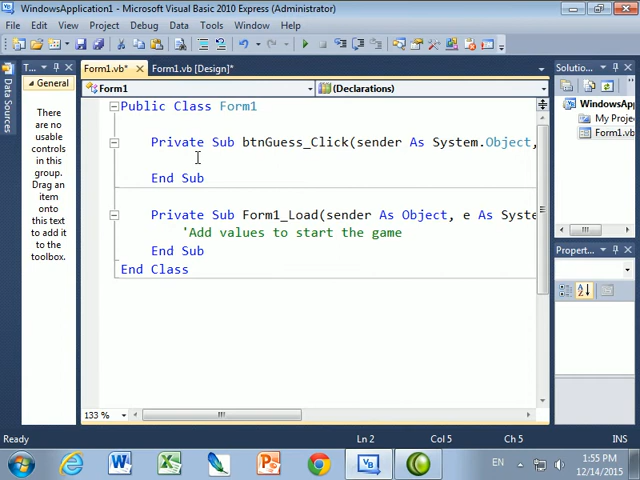 WindowsApplication1 - Microsoft Visual Basic 2010 Express (Administrator)
File Edit View Project Debug Data Tools Window Help
T...
Form1.vb*
Form1.vb [Design]*
Solutio...
Data Sources
General
Form1
(Declarations)
There are no usable controls in this group. Drag an item onto this text to add it to the toolbox.
Public Class Form1
Private Sub btnGuess_Click(sender As System.Object,
End Sub
Private Sub Form1_Load(sender As Object, e As Syste
'Add values to start the game
End Sub
End Class
WindowsAp
My Proj
Form1.vb
Propert...
133 %
Ready
Ln 2
Col 5
Ch 5
INS
EN
1:55 PM
12/14/2015